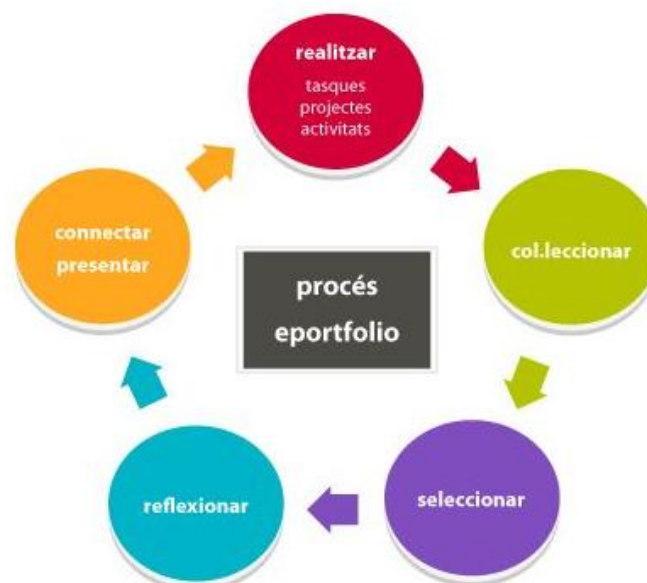 realitzar
tasques
projectes
activitats
col.leccionar
seleccionar
reflexionar
connectar
presentar
procés
eportfolio